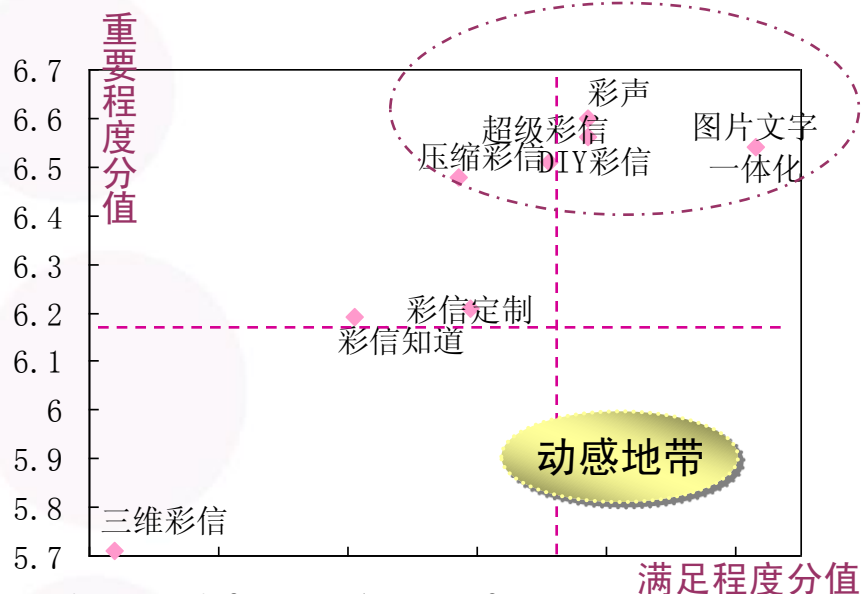 重要程度分值
6.7
6.6
6.5
6.4
6.3
6.2
6.1
6
5.9
5.8
5.7
彩声
超级彩信
图片文字
压缩彩信
DIY彩信
一体化
彩信定制
彩信知道
动感地带
三维彩信
满足程度分值